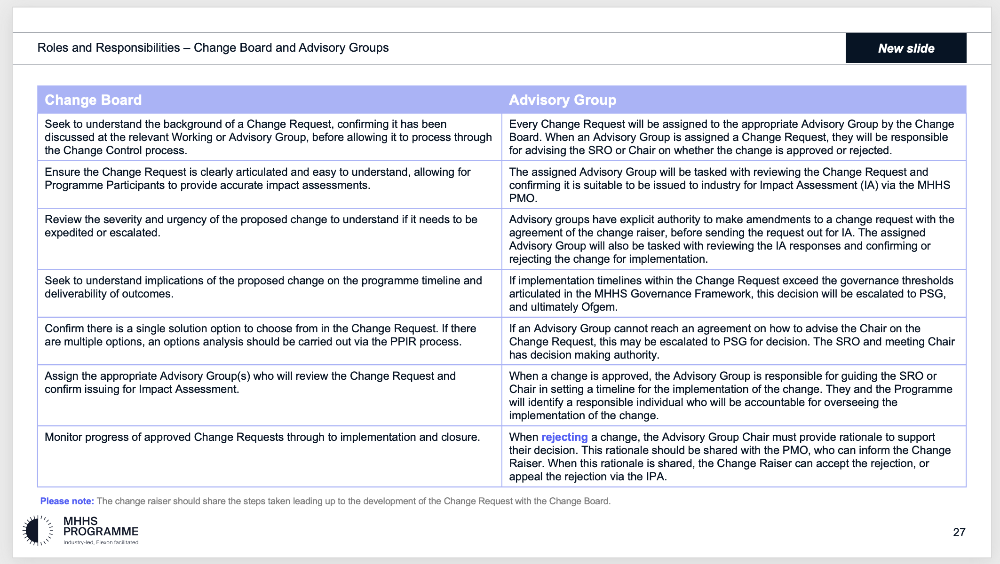 Roles and Responsibilities – Change Board and Advisory Groups
New slide
Change Board
Advisory Group
Seek to understand the background of a Change Request, confirming it has been
discussed at the relevant Working or Advisory Group, before allowing it to process through
the Change Control process.
Every Change Request will be assigned to the appropriate Advisory Group by the Change
Board. When an Advisory Group is assigned a Change Request, they will be responsible
for advising the SRO or Chair on whether the change is approved or rejected.
Ensure the Change Request is clearly articulated and easy to understand, allowing for
Programme Participants to provide accurate impact assessments.
The assigned Advisory Group will be tasked with reviewing the Change Request and
confirming it is suitable to be issued to industry for Impact Assessment (IA) via the MHHS
PMO.
Review the severity and urgency of the proposed change to understand if it needs to be
expedited or escalated.
Advisory groups have explicit authority to make amendments to a change request with the
agreement of the change raiser, before sending the request out for IA. The assigned
Advisory Group will also be tasked with reviewing the IA responses and confirming or
rejecting the change for implementation.
Seek to understand implications of the proposed change on the programme timeline and
deliverability of outcomes.
If implementation timelines within the Change Request exceed the governance thresholds
articulated in the MHHS Governance Framework, this decision will be escalated to PSG,
and ultimately Ofgem.
Confirm there is a single solution option to choose from in the Change Request. If there
are multiple options, an options analysis should be carried out via the PPIR process.
If an Advisory Group cannot reach an agreement on how to advise the Chair on the
Change Request, this may be escalated to PSG for decision. The SRO and meeting Chair
has decision making authority.
Assign the appropriate Advisory Group(s) who will review the Change Request and
confirm issuing for Impact Assessment.
When a change is approved, the Advisory Group is responsible for guiding the SRO or
Chair in setting a timeline for the implementation of the change. They and the Programme
will identify a responsible individual who will be accountable for overseeing the
implementation of the change.
Monitor progress of approved Change Requests through to implementation and closure.
When rejecting a change, the Advisory Group Chair must provide rationale to support
their decision. This rationale should be shared with the PMO, who can inform the Change
Raiser. When this rationale is shared, the Change Raiser can accept the rejection, or
appeal the rejection via the IPA.
Please note: The change raiser should share the steps taken leading up to the development of the Change Request with the Change Board.
MHHS
PROGRAMME
Industry-led, Elexon facilitated
27